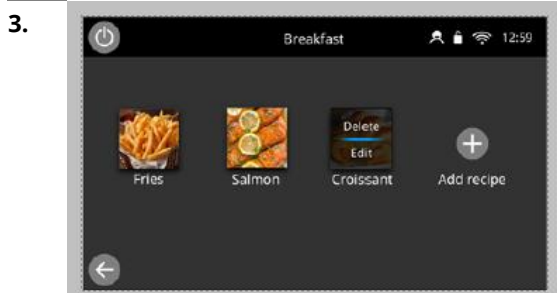 3.
Breakfast 12:59
Delete
Edit
Fries Salmon Croissant Add recipe